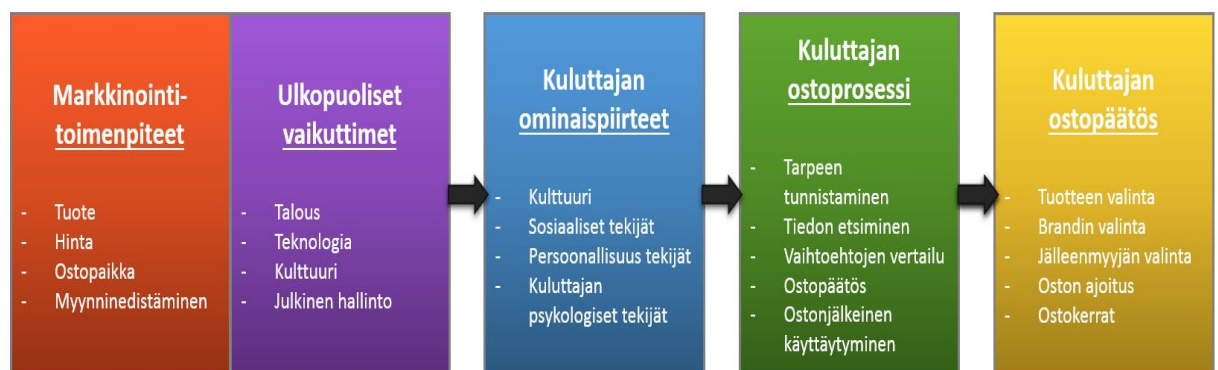 Markkinointi-
toimenpiteet
- Tuote
- Hinta
- Ostopaikka
- Myynninedistäminen
Ulkopuoliset
vaikuttimet
- Talous
- Teknologia
- Kulttuuri
- Julkinen hallinto
Kuluttajan
ominaispiirteet
- Kulttuuri
- Sosiaaliset tekijät
- Persoonallisuus tekijät
- Kuluttajan
psykologiset tekijät
Kuluttajan
ostoprosessi
- Tarpeen
tunnistaminen
- Tiedon etsiminen
- Vaihtoehtojen vertailu
- Ostopäätös
- Ostonjälkeinen
käyttäytyminen
Kuluttajan
ostopäätös
- Tuotteen valinta
- Brandin valinta
- Jälleenmyyjän valinta
- Oston ajoitus
- Ostokerrat